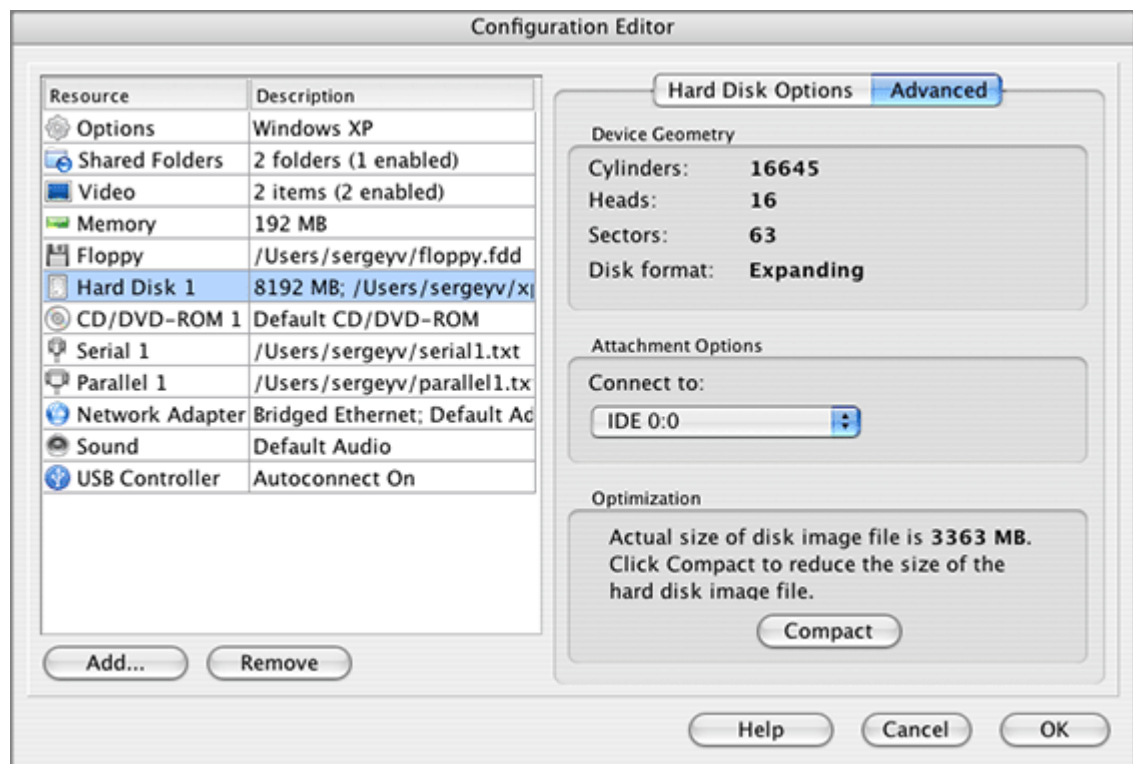 Configuration Editor
Resource Description
Options Windows XP
Shared Folders 2 folders (1 enabled)
Video 2 items (2 enabled)
Memory 192 MB
Floppy /Users/sergeyv/floppy.fdd
Hard Disk 1 8192 MB; /Users/sergeyv/xp
CD/DVD-ROM 1 Default CD/DVD-ROM
Serial 1 /Users/sergeyv/serial1.txt
Parallel 1 /Users/sergeyv/parallel1.tx
Network Adapter Bridged Ethernet; Default Ad
Sound Default Audio
USB Controller Autoconnect On
Add... Remove
Hard Disk Options Advanced
Device Geometry
Cylinders: 16645
Heads: 16
Sectors: 63
Disk format: Expanding
Attachment Options
Connect to:
IDE 0:0
Optimization
Actual size of disk image file is 3363 MB.
Click Compact to reduce the size of the
hard disk image file.
Compact
Help Cancel OK